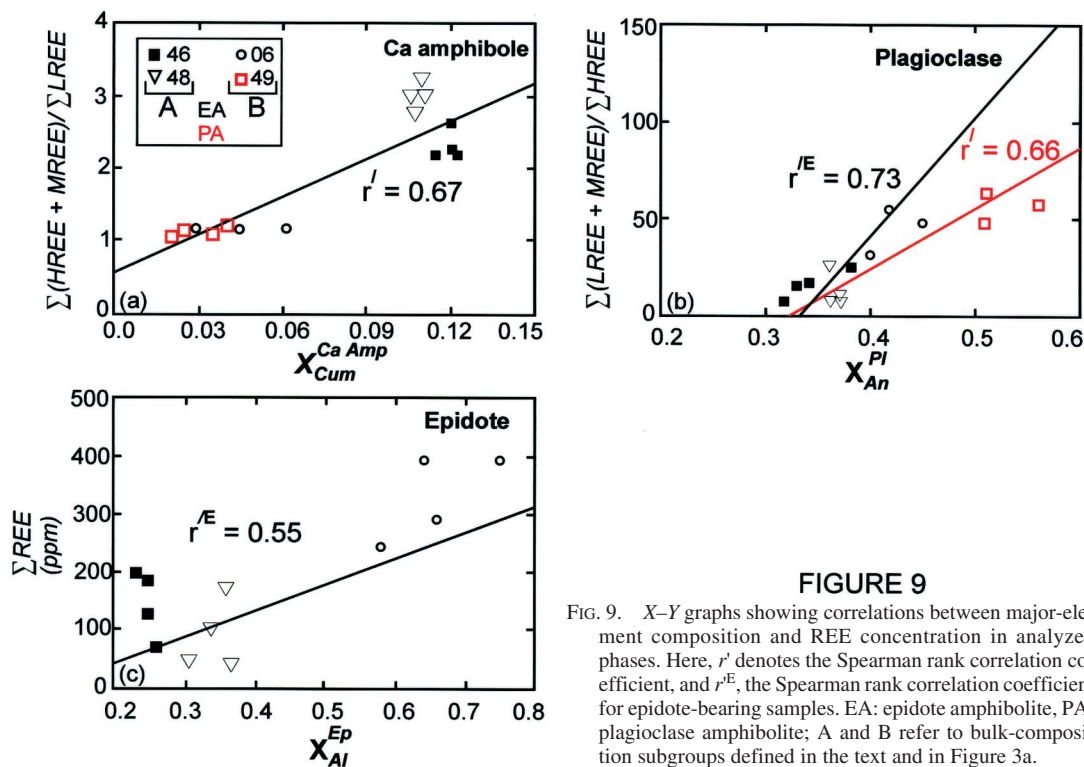 Σ(HREE + MREE)/ΣLREE
4
3
2
1
0
■ 46 ○ 06
▽ 48 □ 49
A EA B
PA
Ca amphibole
r/ = 0.67
(a)
0.0 0.03 0.06 0.09 0.12 0.15
X Ca Amp Cum
Σ(LREE + MREE)/ΣHREE
150
100
50
0
Plagioclase
r/E = 0.73
r/ = 0.66
(b)
0.2 0.3 0.4 0.5 0.6
X Pl An
ΣREE (ppm)
500
400
300
200
100
0
Epidote
r/E = 0.55
(c)
0.2 0.3 0.4 0.5 0.6 0.7 0.8
X Ep Al
FIGURE 9
FIG. 9. X–Y graphs showing correlations between major-ele-
ment composition and REE concentration in analyze
phases. Here, r' denotes the Spearman rank correlation co
efficient, and r'E, the Spearman rank correlation coefficien
for epidote-bearing samples. EA: epidote amphibolite, PA
plagioclase amphibolite; A and B refer to bulk-composi
tion subgroups defined in the text and in Figure 3a.